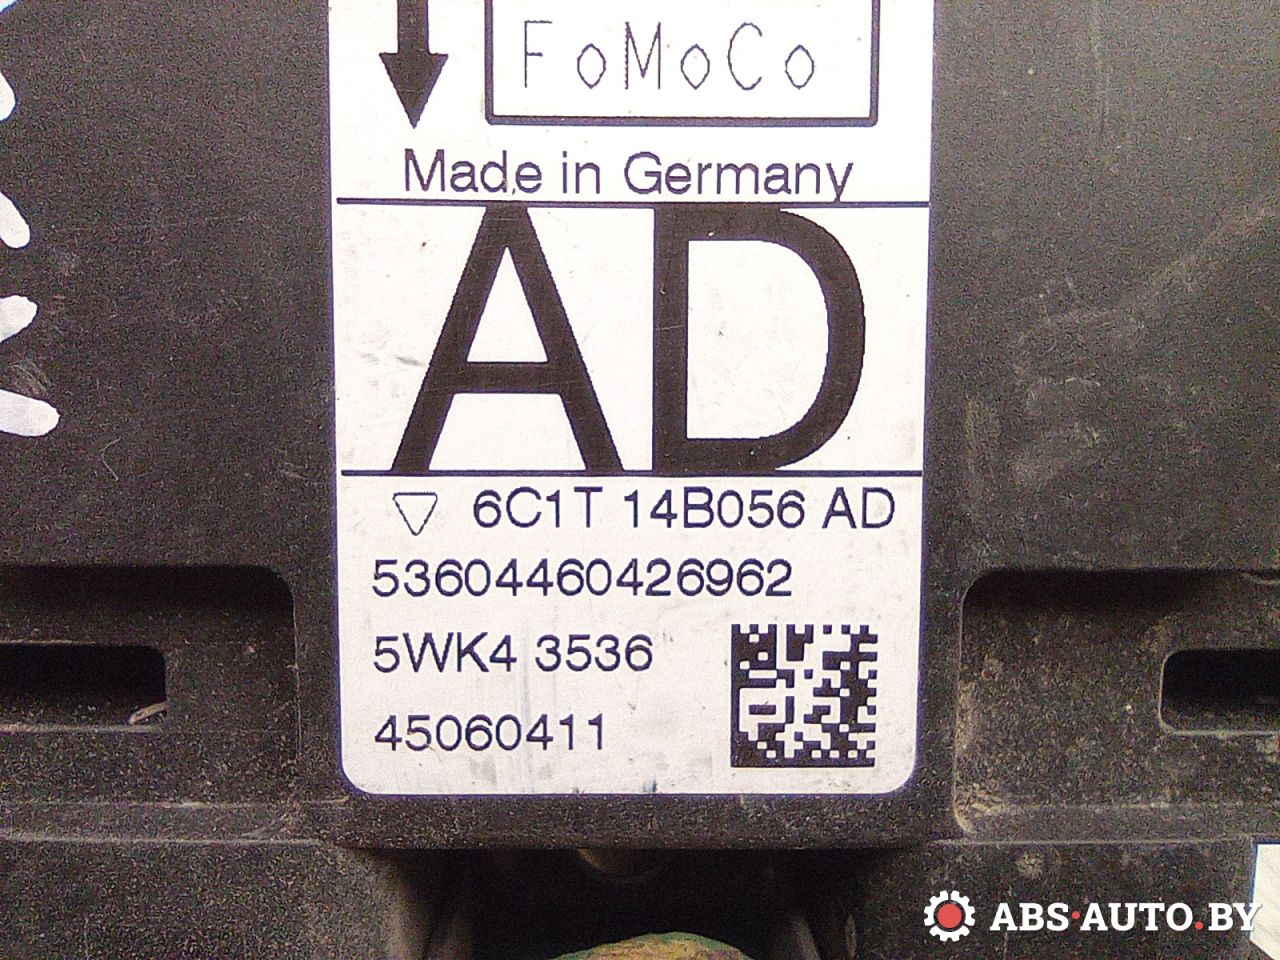 FoMoCo
Made in Germany
AD
6C1T 14B056 AD
53604460426962
5WK4 3536
45060411
ABS·AUTO.BY